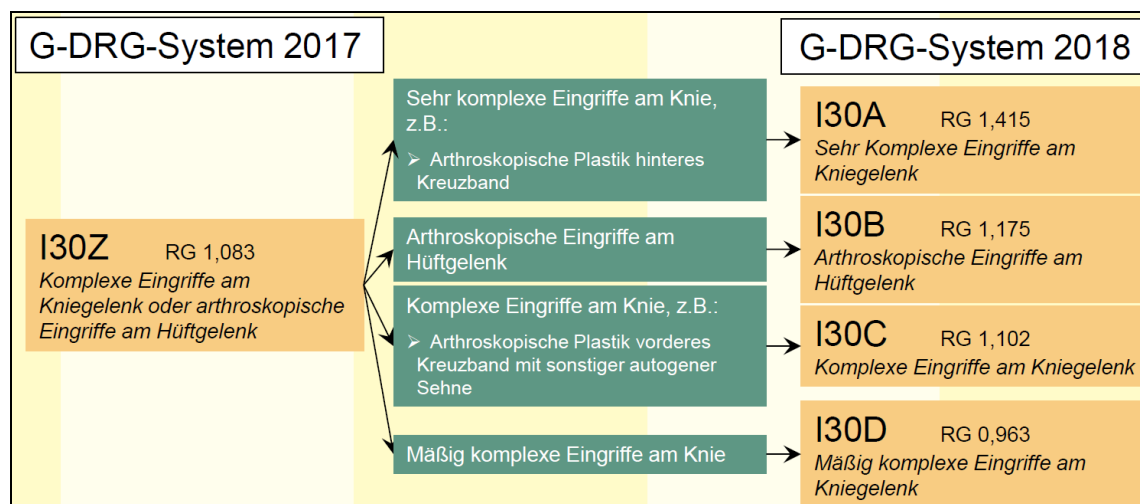 G-DRG-System 2017
G-DRG-System 2018
I30Z RG 1,083
Komplexe Eingriffe am
Kniegelenk oder arthroskopische
Eingriffe am Hüftgelenk
Sehr komplexe Eingriffe am Knie,
z.B.:
➢ Arthroskopische Plastik hinteres
Kreuzband
Arthroskopische Eingriffe am
Hüftgelenk
Komplexe Eingriffe am Knie, z.B.:
➢ Arthroskopische Plastik vorderes
Kreuzband mit sonstiger autogener
Sehne
Mäßig komplexe Eingriffe am Knie
I30A RG 1,415
Sehr Komplexe Eingriffe am
Kniegelenk
I30B RG 1,175
Arthroskopische Eingriffe am
Hüftgelenk
I30C RG 1,102
Komplexe Eingriffe am Kniegelenk
I30D RG 0,963
Mäßig komplexe Eingriffe am
Kniegelenk